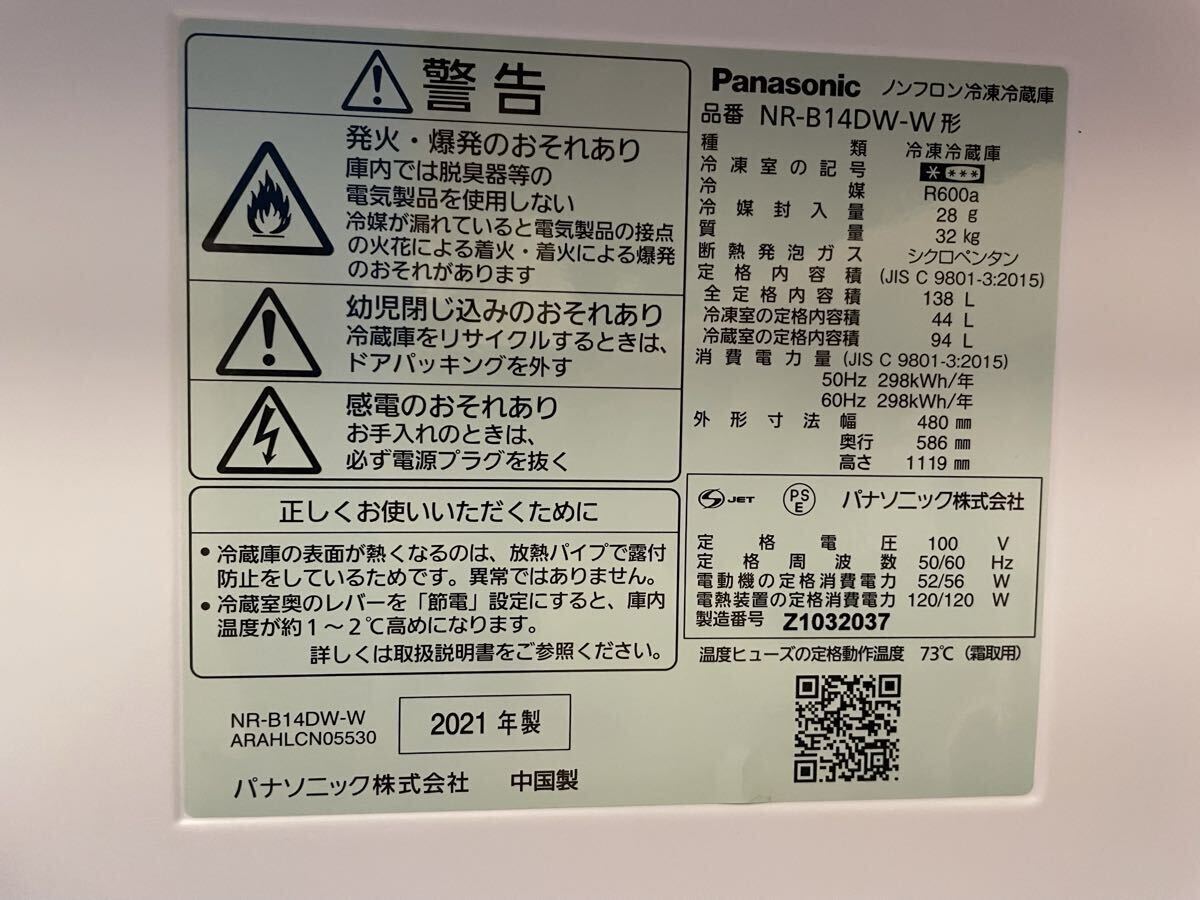 警告
発火・爆発のおそれあり
庫内では脱臭器等の
電気製品を使用しない
冷媒が漏れていると電気製品の接点
の火花による着火・着火による爆発
のおそれがあります
幼児閉じ込みのおそれあり
冷蔵庫をリサイクルするときは、
ドアパッキングを外す
感電のおそれあり
お手入れのときは、
必ず電源プラグを抜く
正しくお使いいただくために
• 冷蔵庫の表面が熱くなるのは、放熱パイプで露付
防止をしているためです。異常ではありません。
• 冷蔵室奥のレバーを「節電」設定にすると、庫内
温度が約1～2℃高めになります。
詳しくは取扱説明書をご参照ください。
NR-B14DW-W
ARAHLCN05530
2021 年製
パナソニック株式会社 中国製
Panasonic ノンフロン冷凍冷蔵庫
品番 NR-B14DW-W形
種類 冷凍冷蔵庫
冷凍室の記号 * ***
冷媒 R600a
冷媒封入量 28 g
質量 32 kg
断熱発泡ガス シクロペンタン
定格内容積 (JIS C 9801-3:2015)
全定格内容積 138 L
冷凍室の定格内容積 44 L
冷蔵室の定格内容積 94 L
消費電力量 (JIS C 9801-3:2015)
50Hz 298kWh/年
60Hz 298kWh/年
外形寸法 幅 480 mm
奥行 586 mm
高さ 1119 mm
S JET PS E パナソニック株式会社
定格電圧 100 V
定格周波数 50/60 Hz
電動機の定格消費電力 52/56 W
電熱装置の定格消費電力 120/120 W
製造番号 Z1032037
温度ヒューズの定格動作温度 73℃（霜取用）